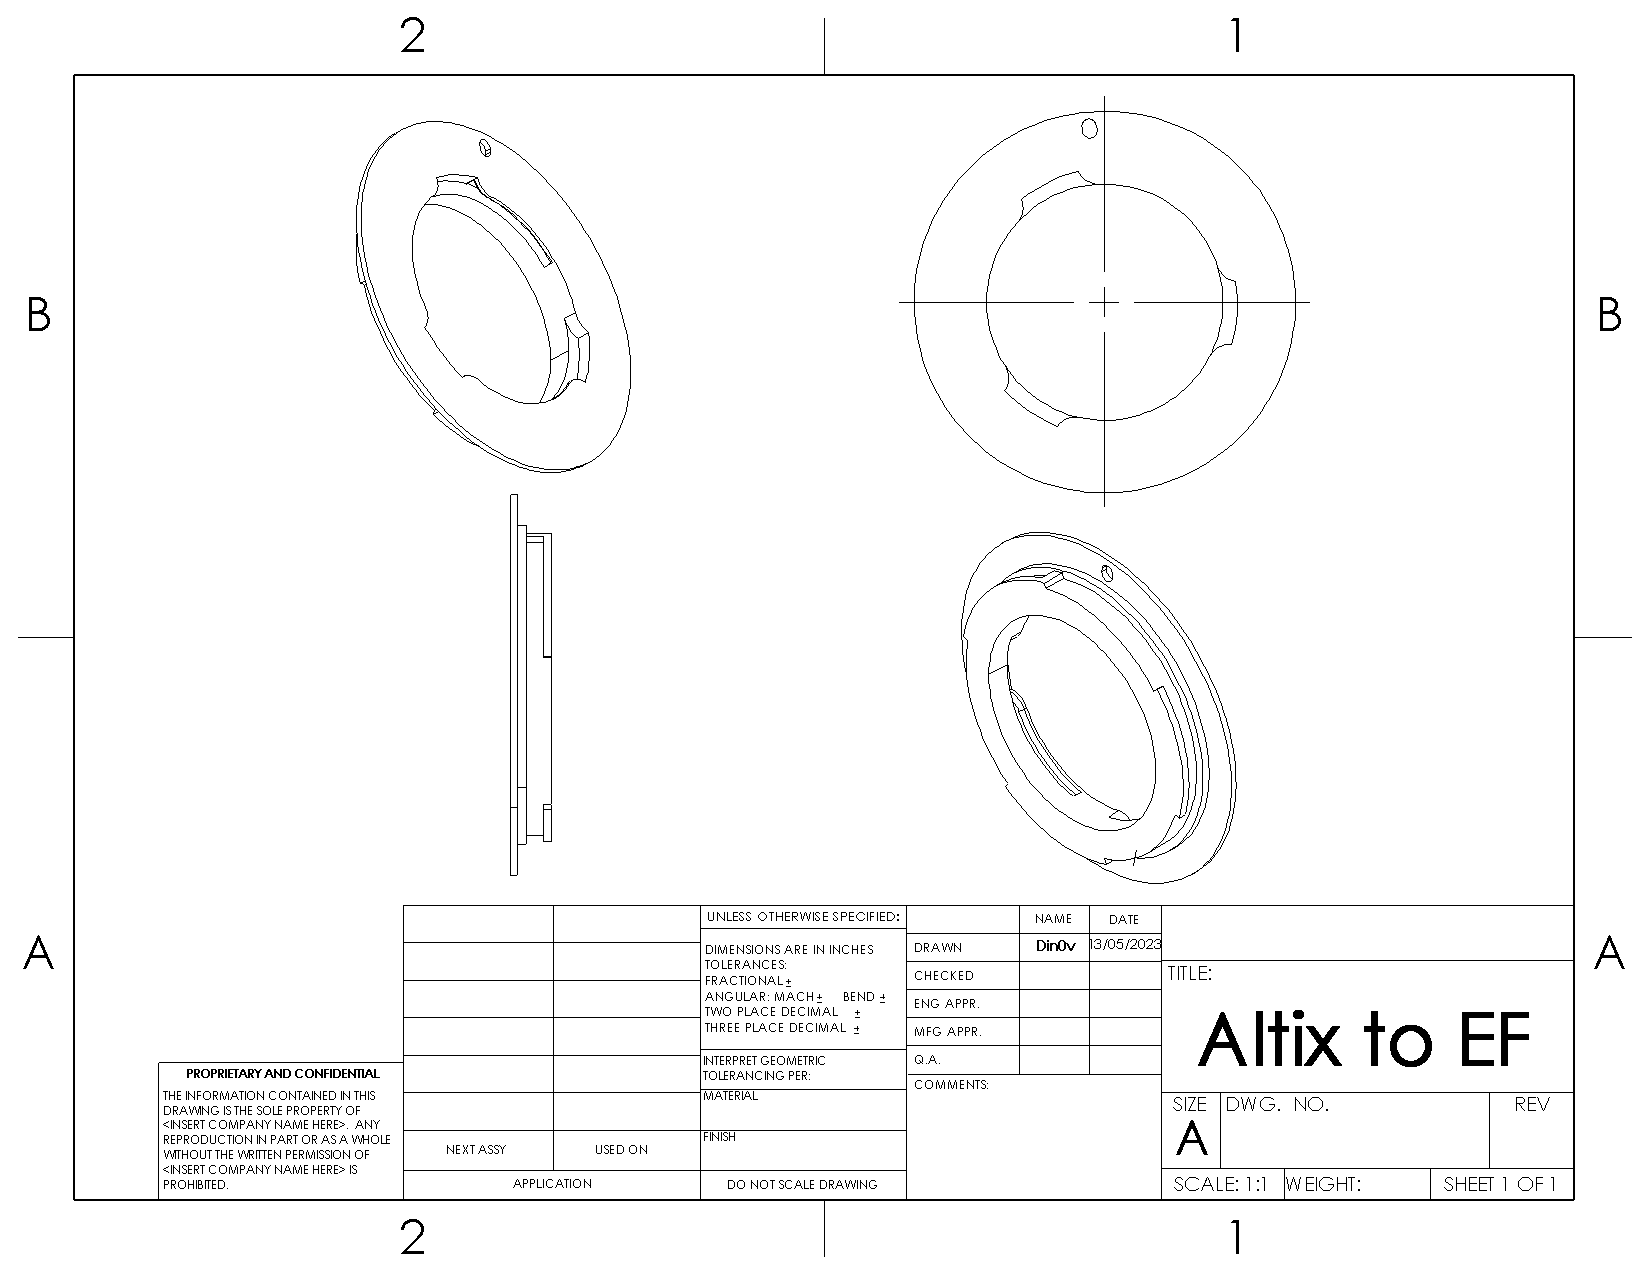 2
1
B
B
A
A
UNLESS OTHERWISE SPECIFIED:
DIMENSIONS ARE IN INCHES
TOLERANCES:
FRACTIONAL ±
ANGULAR: MACH ± BEND ±
TWO PLACE DECIMAL ±
THREE PLACE DECIMAL ±
INTERPRET GEOMETRIC
TOLERANCING PER:
MATERIAL
FINISH
DO NOT SCALE DRAWING
NAME DATE
DRAWN Din0v 13/05/2023
CHECKED
ENG APPR.
MFG APPR.
Q.A.
COMMENTS:
TITLE:
Altix to EF
SIZE DWG. NO. REV
A
SCALE: 1:1 WEIGHT: SHEET 1 OF 1
PROPRIETARY AND CONFIDENTIAL
THE INFORMATION CONTAINED IN THIS
DRAWING IS THE SOLE PROPERTY OF
<INSERT COMPANY NAME HERE>. ANY
REPRODUCTION IN PART OR AS A WHOLE
WITHOUT THE WRITTEN PERMISSION OF
<INSERT COMPANY NAME HERE> IS
PROHIBITED.
NEXT ASSY USED ON
APPLICATION
2
1